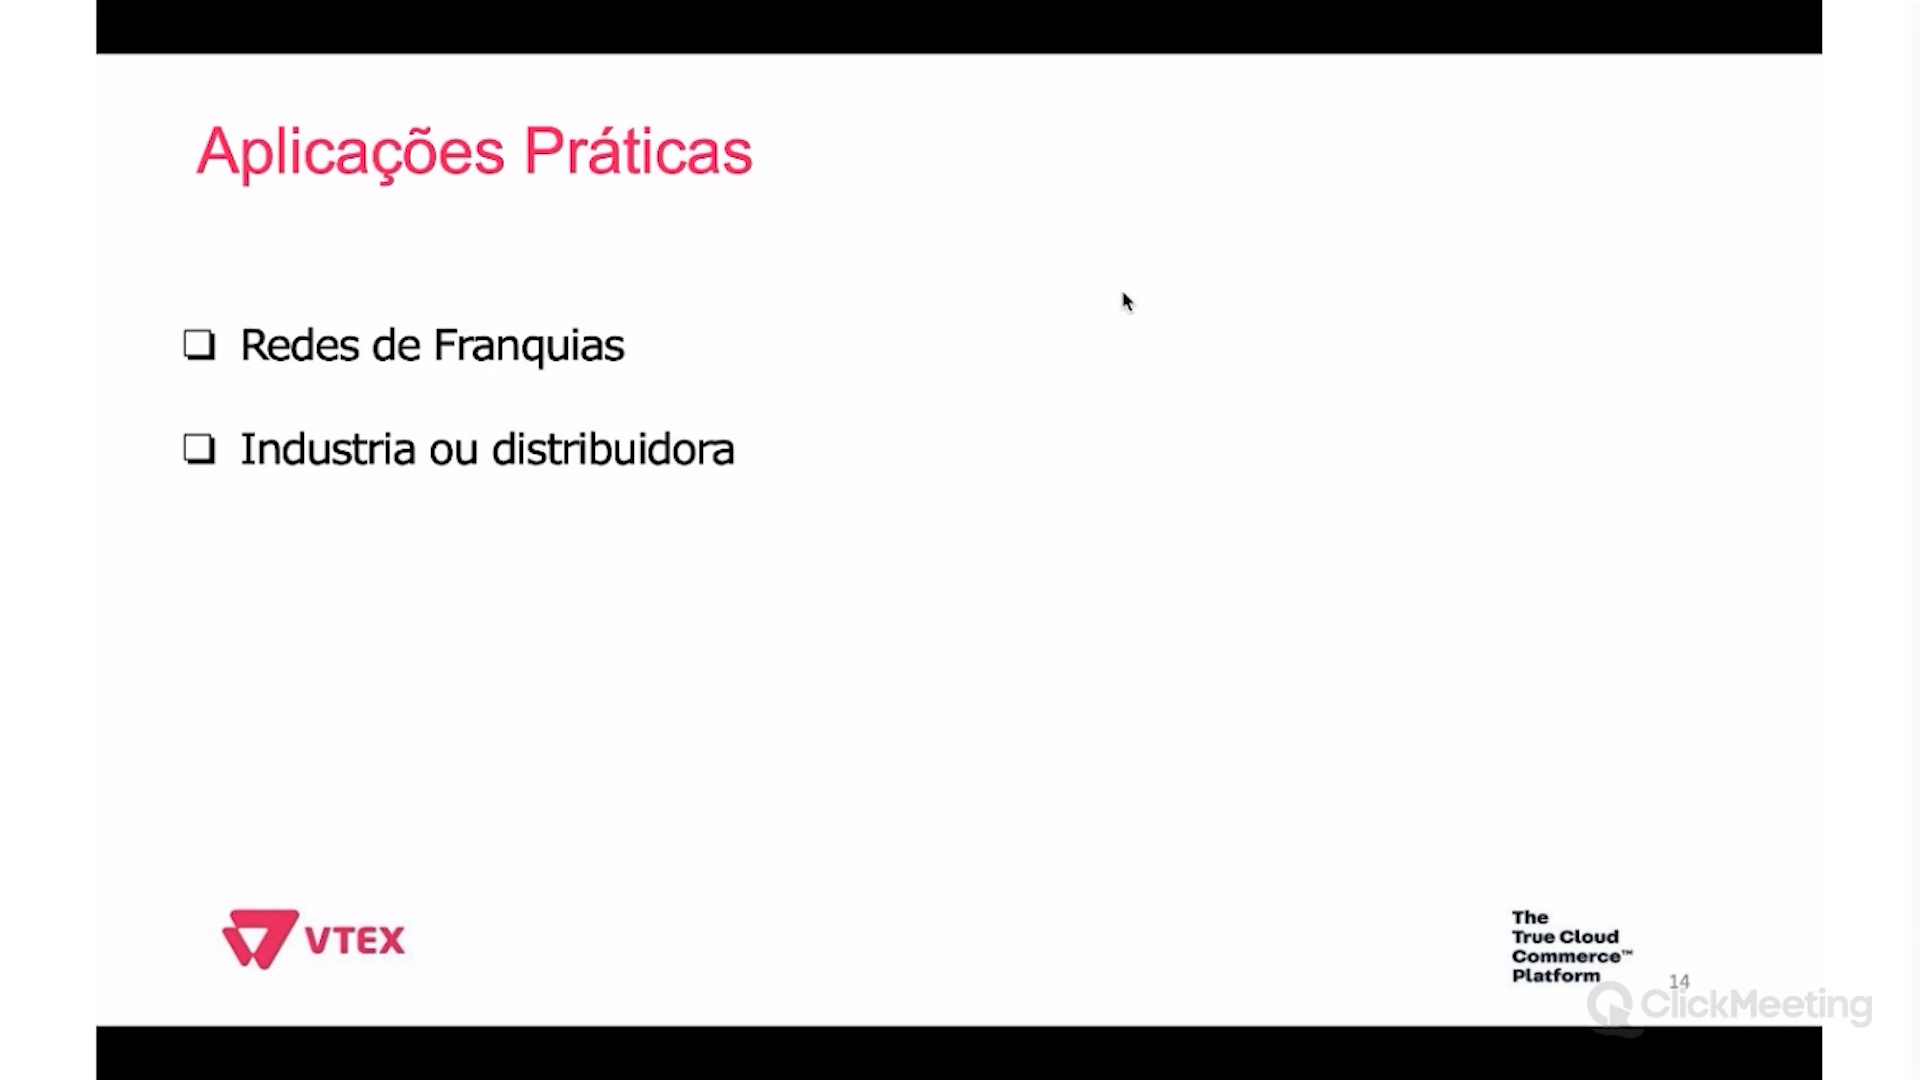 Aplicações Práticas
❏ Redes de Franquias
❏ Industria ou distribuidora
VTEX
The
True Cloud
Commerce™
Platform
14
ClickMeeting